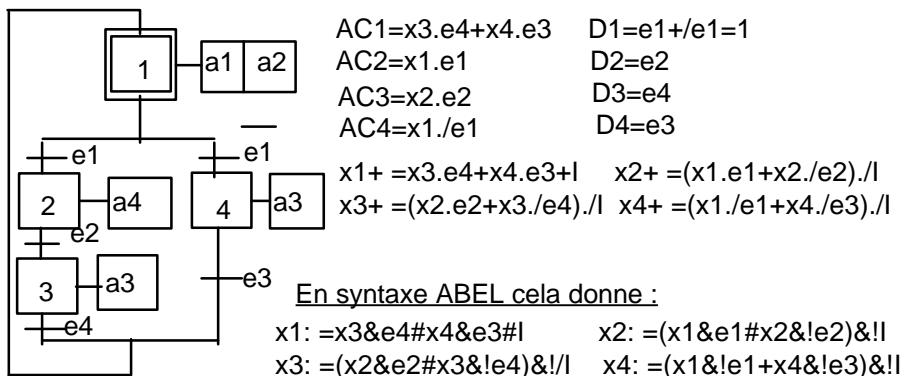 1
a1 a2
e1
e1
2
a4
4
a3
e2
3
a3
e3
e4
AC1=x3.e4+x4.e3 D1=e1+/e1=1
AC2=x1.e1 D2=e2
AC3=x2.e2 D3=e4
AC4=x1./e1 D4=e3
x1+ =x3.e4+x4.e3+I x2+ =(x1.e1+x2./e2)./I
x3+ =(x2.e2+x3./e4)./I x4+ =(x1./e1+x4./e3)./I
En syntaxe ABEL cela donne :
x1: =x3&e4#x4&e3#I x2: =(x1&e1#x2&!e2)&!I
x3: =(x2&e2#x3&!e4)&!/I x4: =(x1&!e1+x4&!e3)&!I